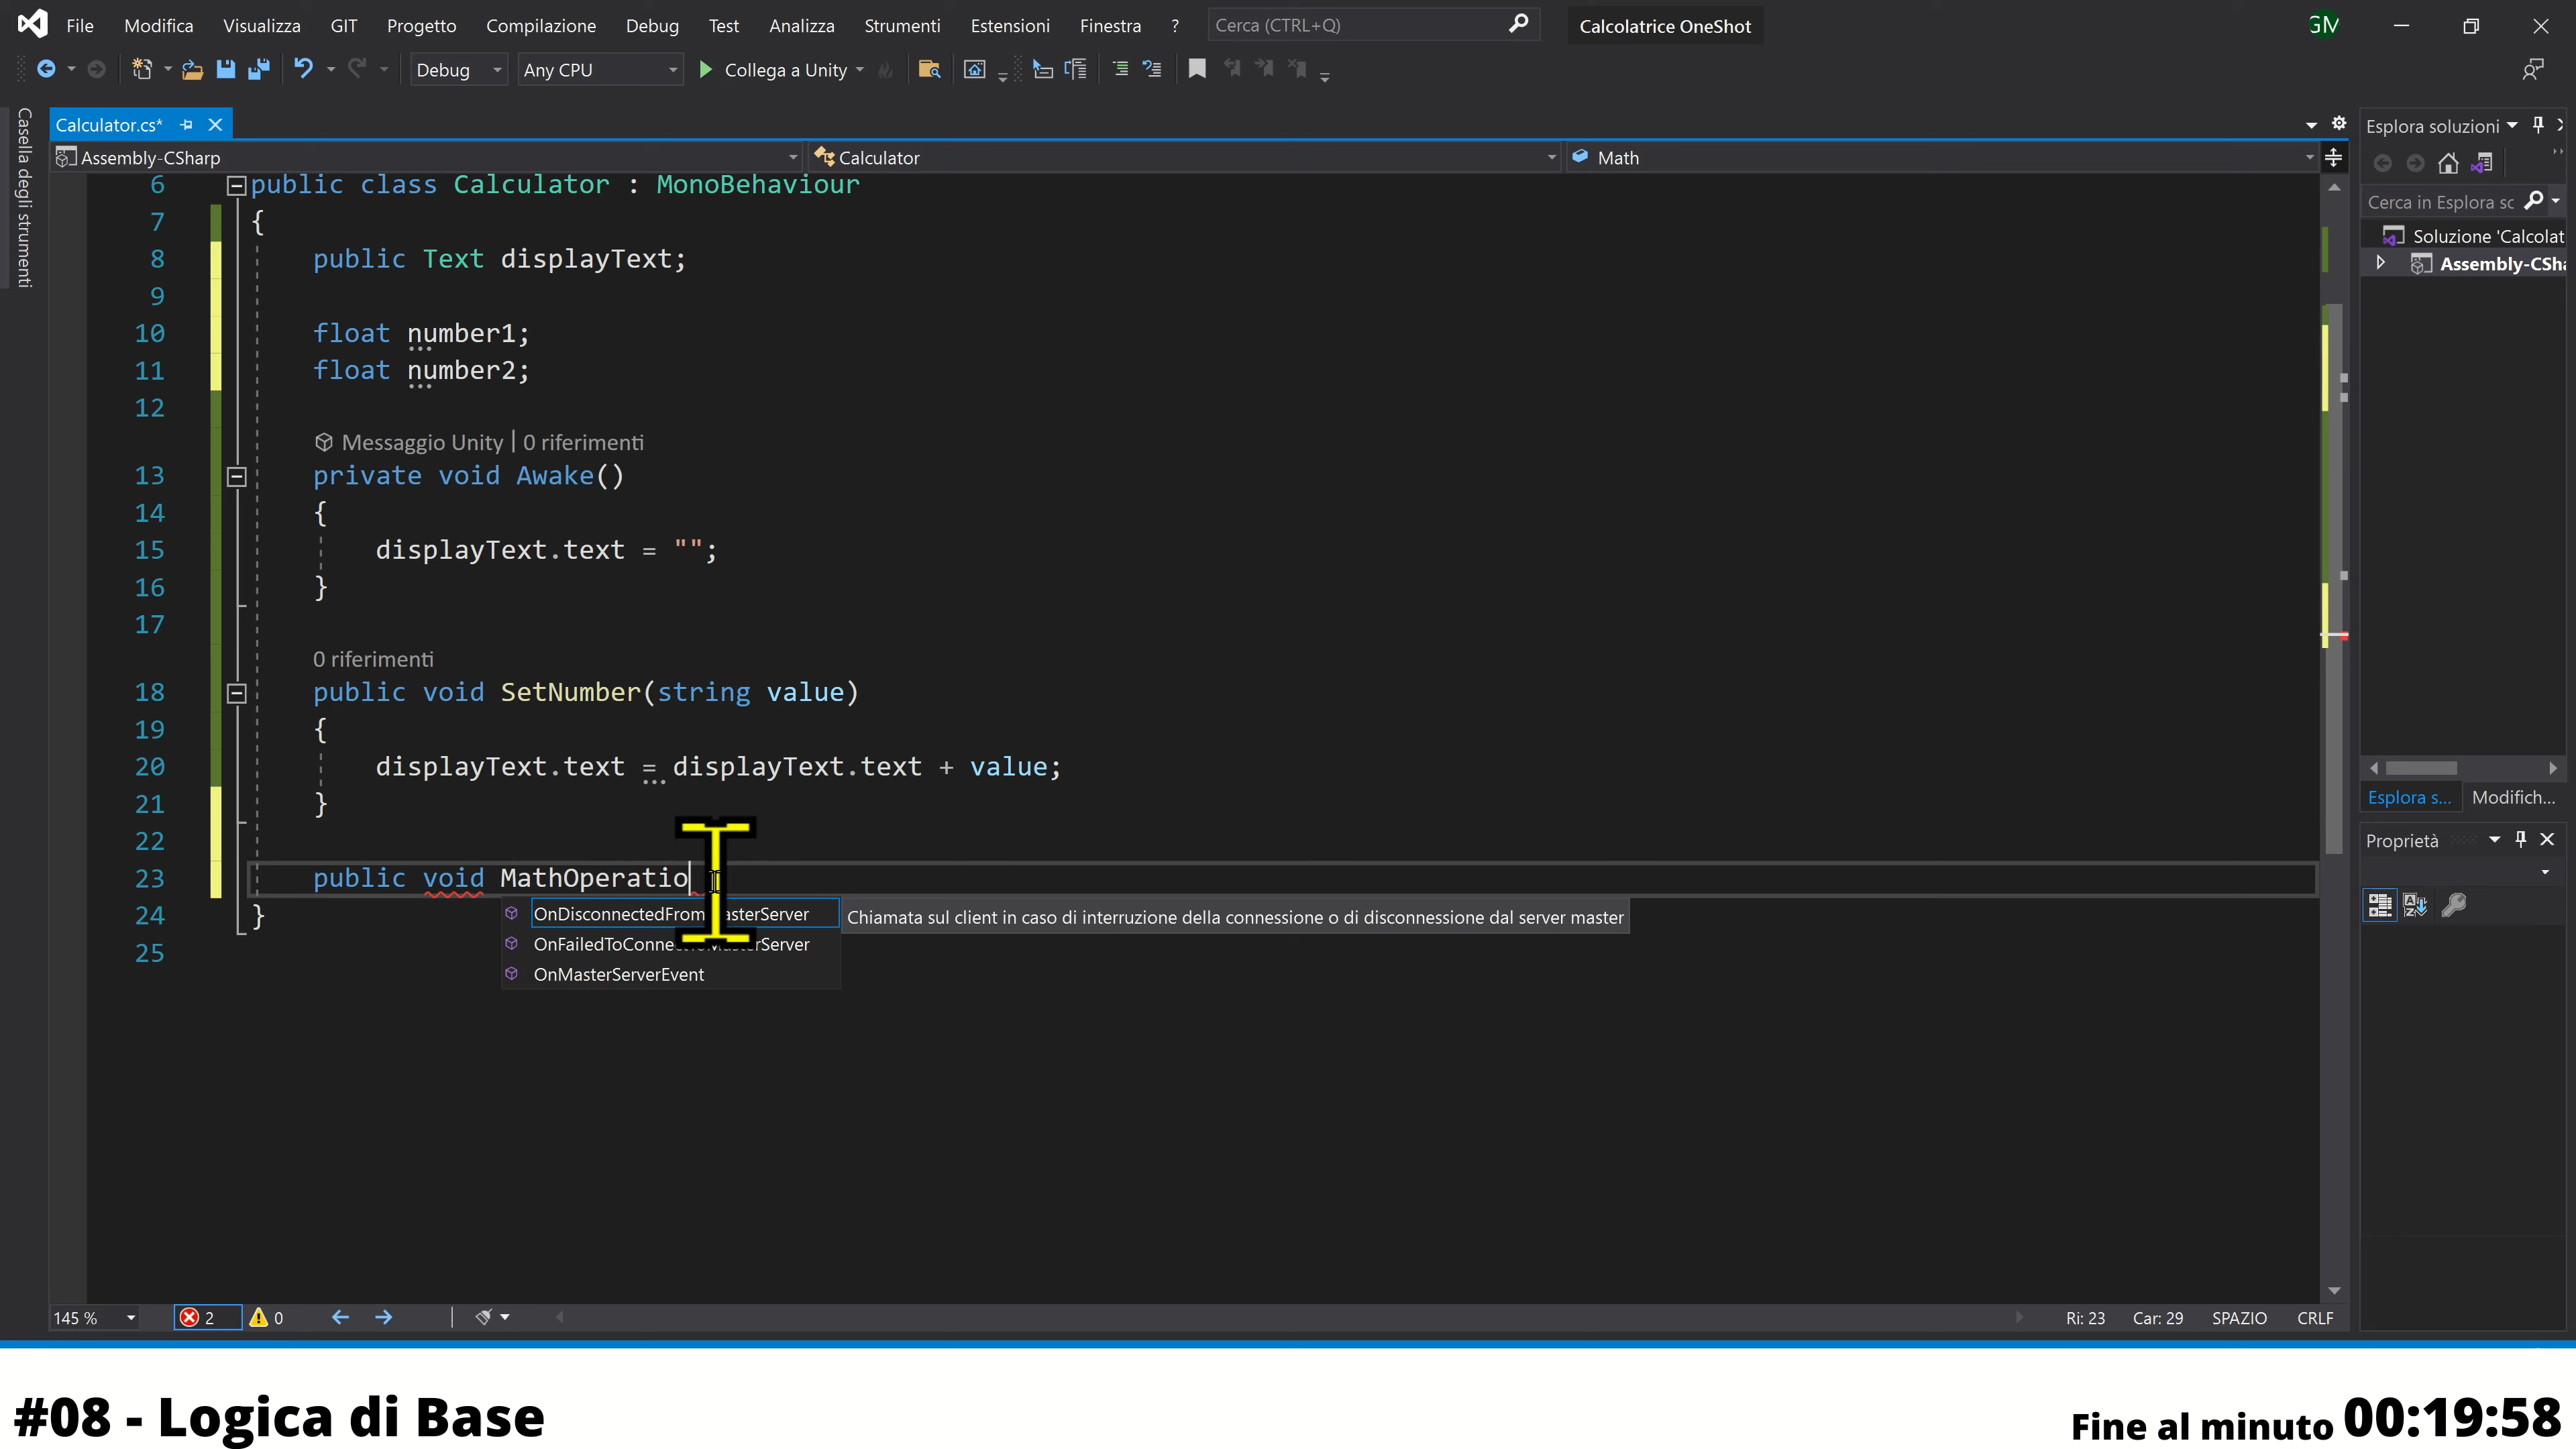 File Modifica Visualizza GIT Progetto Compilazione Debug Test Analizza Strumenti Estensioni Finestra ? Cerca (CTRL+Q) Calcolatrice OneShot GM
Debug Any CPU Collega a Unity
Casella degli strumenti
Calculator.cs*
Assembly-CSharp Calculator Math
6 public class Calculator : MonoBehaviour
7 {
8 public Text displayText;
9
10 float number1;
11 float number2;
12
Messaggio Unity | 0 riferimenti
13 private void Awake()
14 {
15 displayText.text = "";
16 }
17
0 riferimenti
18 public void SetNumber(string value)
19 {
20 displayText.text = displayText.text + value;
21 }
22
23 public void MathOperatio
24 }
25
OnDisconnectedFromMasterServer Chiamata sul client in caso di interruzione della connessione o di disconnessione dal server master
OnFailedToConnectToMasterServer
OnMasterServerEvent
Esplora soluzioni
Cerca in Esplora sc
Soluzione 'Calcolat
Assembly-CSha
Esplora s... Modifich...
Proprietà
145 % 2 0 Ri: 23 Car: 29 SPAZIO CRLF
#08 - Logica di Base
Fine al minuto 00:19:58